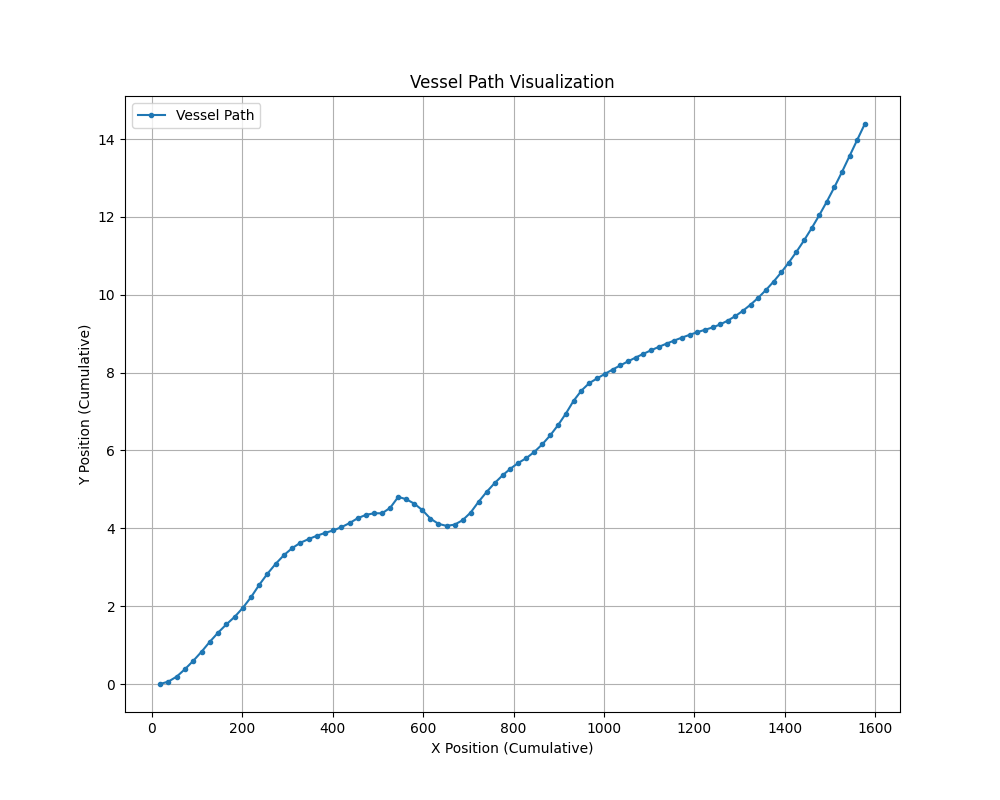 Vessel Path Visualization
Vessel Path
Y Position (Cumulative)
14
12
10
8
6
4
2
0
0 200 400 600 800 1000 1200 1400 1600
X Position (Cumulative)